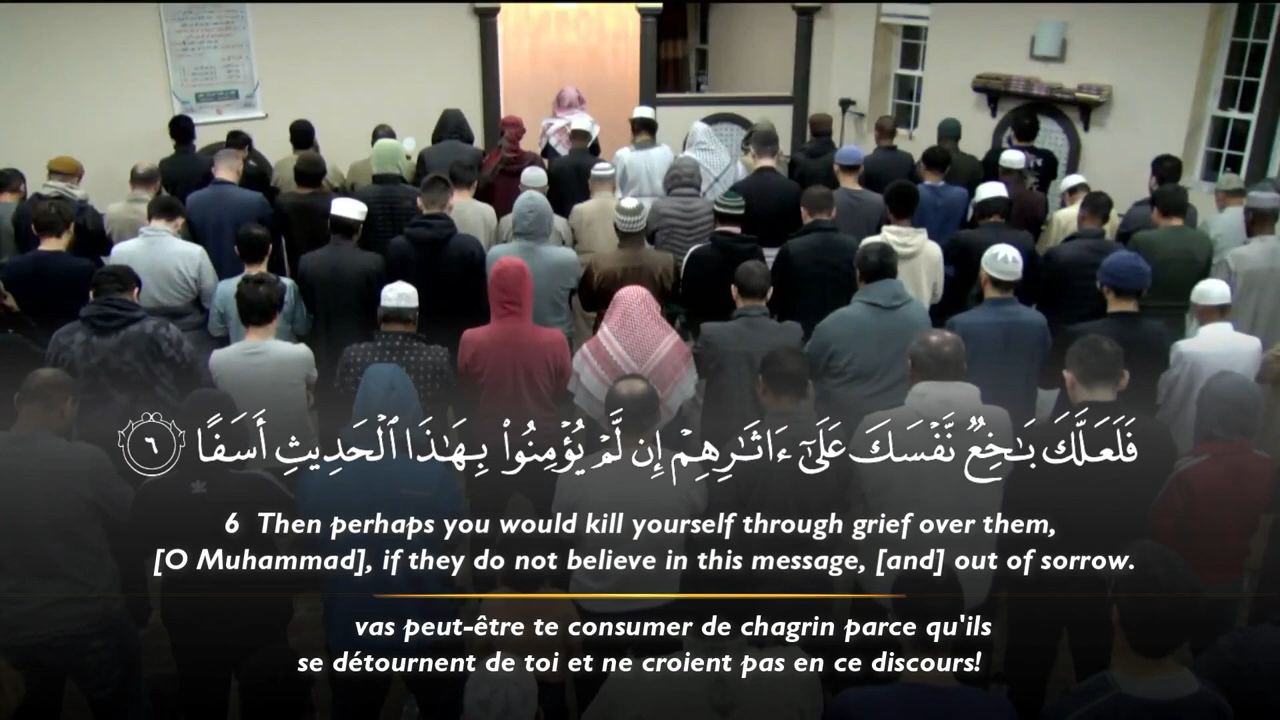 فَلَعَلَّكَ بَـٰخِعٌۭ نَّفْسَكَ عَلَىٰٓ ءَاثَـٰرِهِمْ إِن لَّمْ يُؤْمِنُوا۟ بِهَـٰذَا ٱلْحَدِيثِ أَسَفًا ٦
6 Then perhaps you would kill yourself through grief over them,
[O Muhammad], if they do not believe in this message, [and] out of sorrow.
vas peut-être te consumer de chagrin parce qu'ils
se détournent de toi et ne croient pas en ce discours!